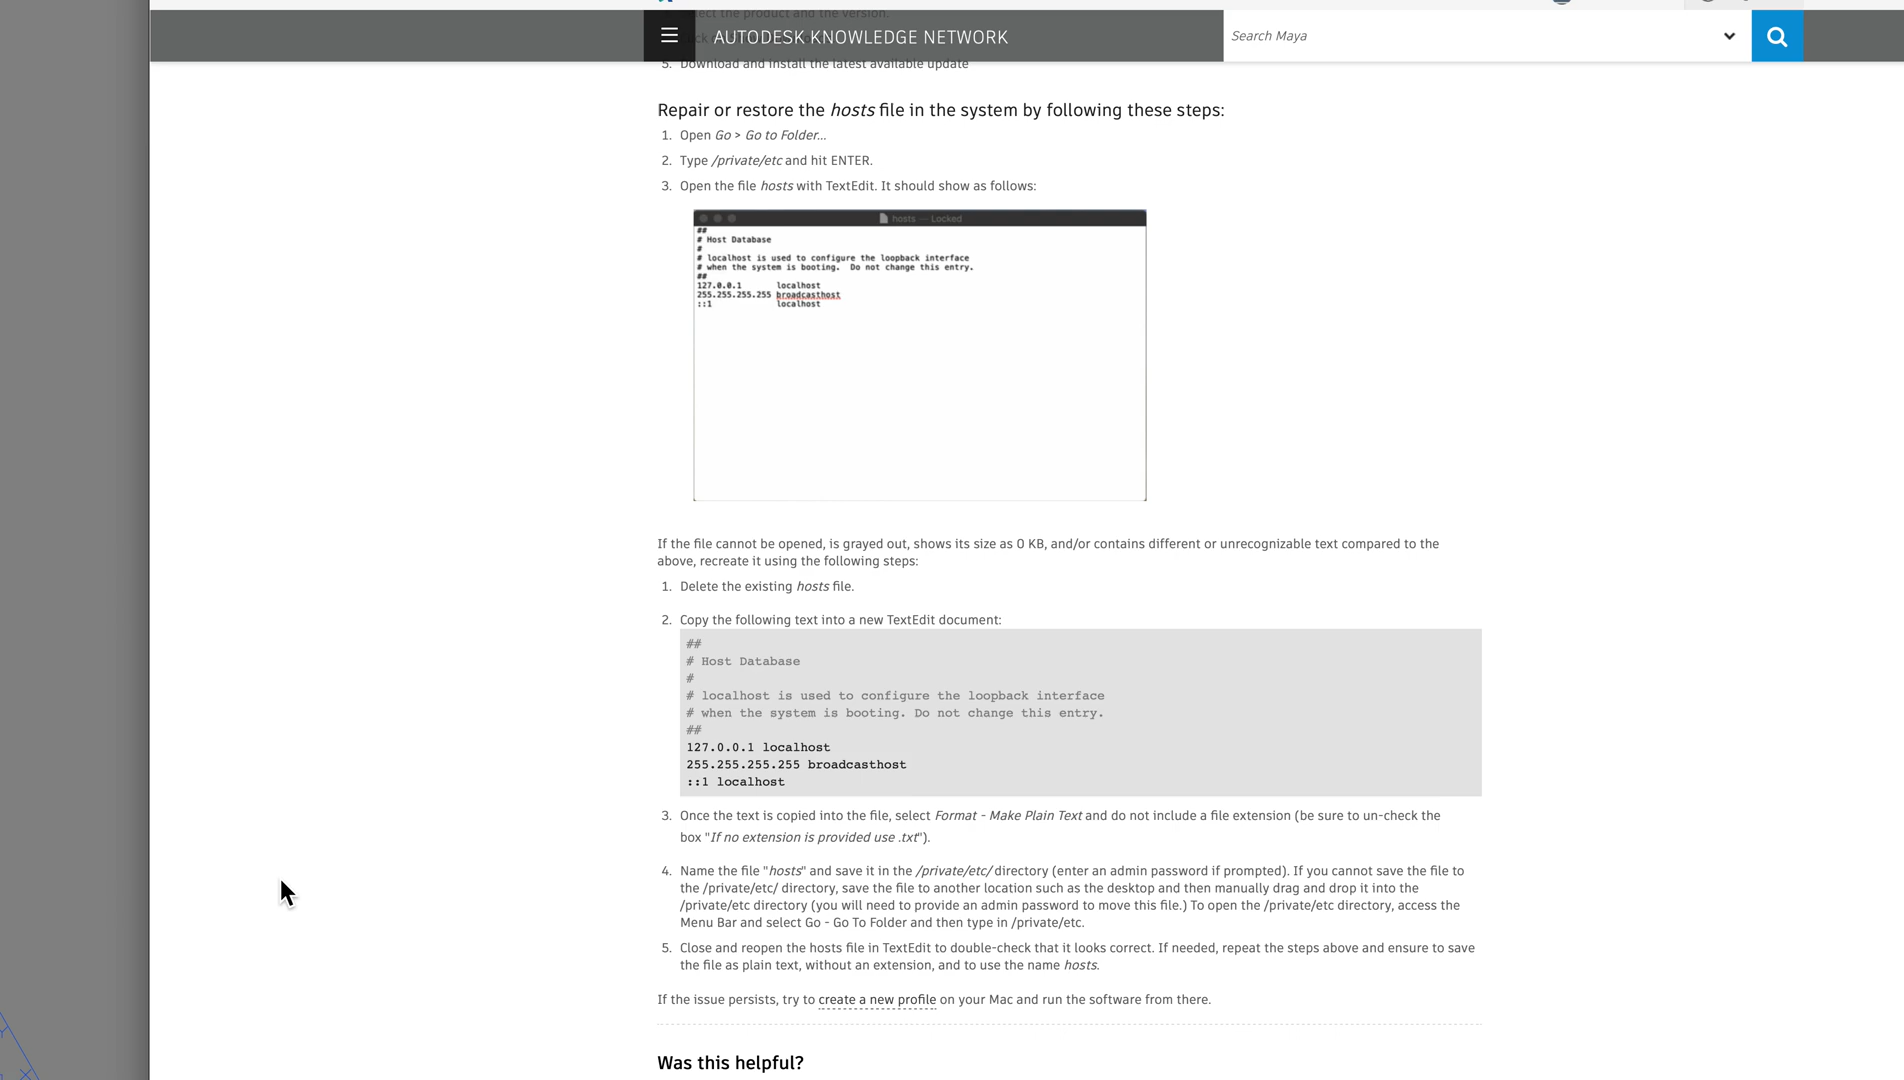 Select the product and the version.
AUTODESK KNOWLEDGE NETWORK
Search Maya
5. Download and install the latest available update
Repair or restore the hosts file in the system by following these steps:
1. Open Go > Go to Folder...
2. Type /private/etc and hit ENTER.
3. Open the file hosts with TextEdit. It should show as follows:
hosts — Locked
##
# Host Database
#
# localhost is used to configure the loopback interface
# when the system is booting.  Do not change this entry.
##
127.0.0.1 localhost
255.255.255.255 broadcasthost
::1 localhost
If the file cannot be opened, is grayed out, shows its size as 0 KB, and/or contains different or unrecognizable text compared to the
above, recreate it using the following steps:
1. Delete the existing hosts file.
2. Copy the following text into a new TextEdit document:
##
# Host Database
#
# localhost is used to configure the loopback interface
# when the system is booting. Do not change this entry.
##
127.0.0.1 localhost
255.255.255.255 broadcasthost
::1 localhost
3. Once the text is copied into the file, select Format - Make Plain Text and do not include a file extension (be sure to un-check the
box "If no extension is provided use .txt").
4. Name the file "hosts" and save it in the /private/etc/ directory (enter an admin password if prompted). If you cannot save the file to
the /private/etc/ directory, save the file to another location such as the desktop and then manually drag and drop it into the
/private/etc directory (you will need to provide an admin password to move this file.) To open the /private/etc directory, access the
Menu Bar and select Go - Go To Folder and then type in /private/etc.
5. Close and reopen the hosts file in TextEdit to double-check that it looks correct. If needed, repeat the steps above and ensure to save
the file as plain text, without an extension, and to use the name hosts.
If the issue persists, try to create a new profile on your Mac and run the software from there.
Was this helpful?